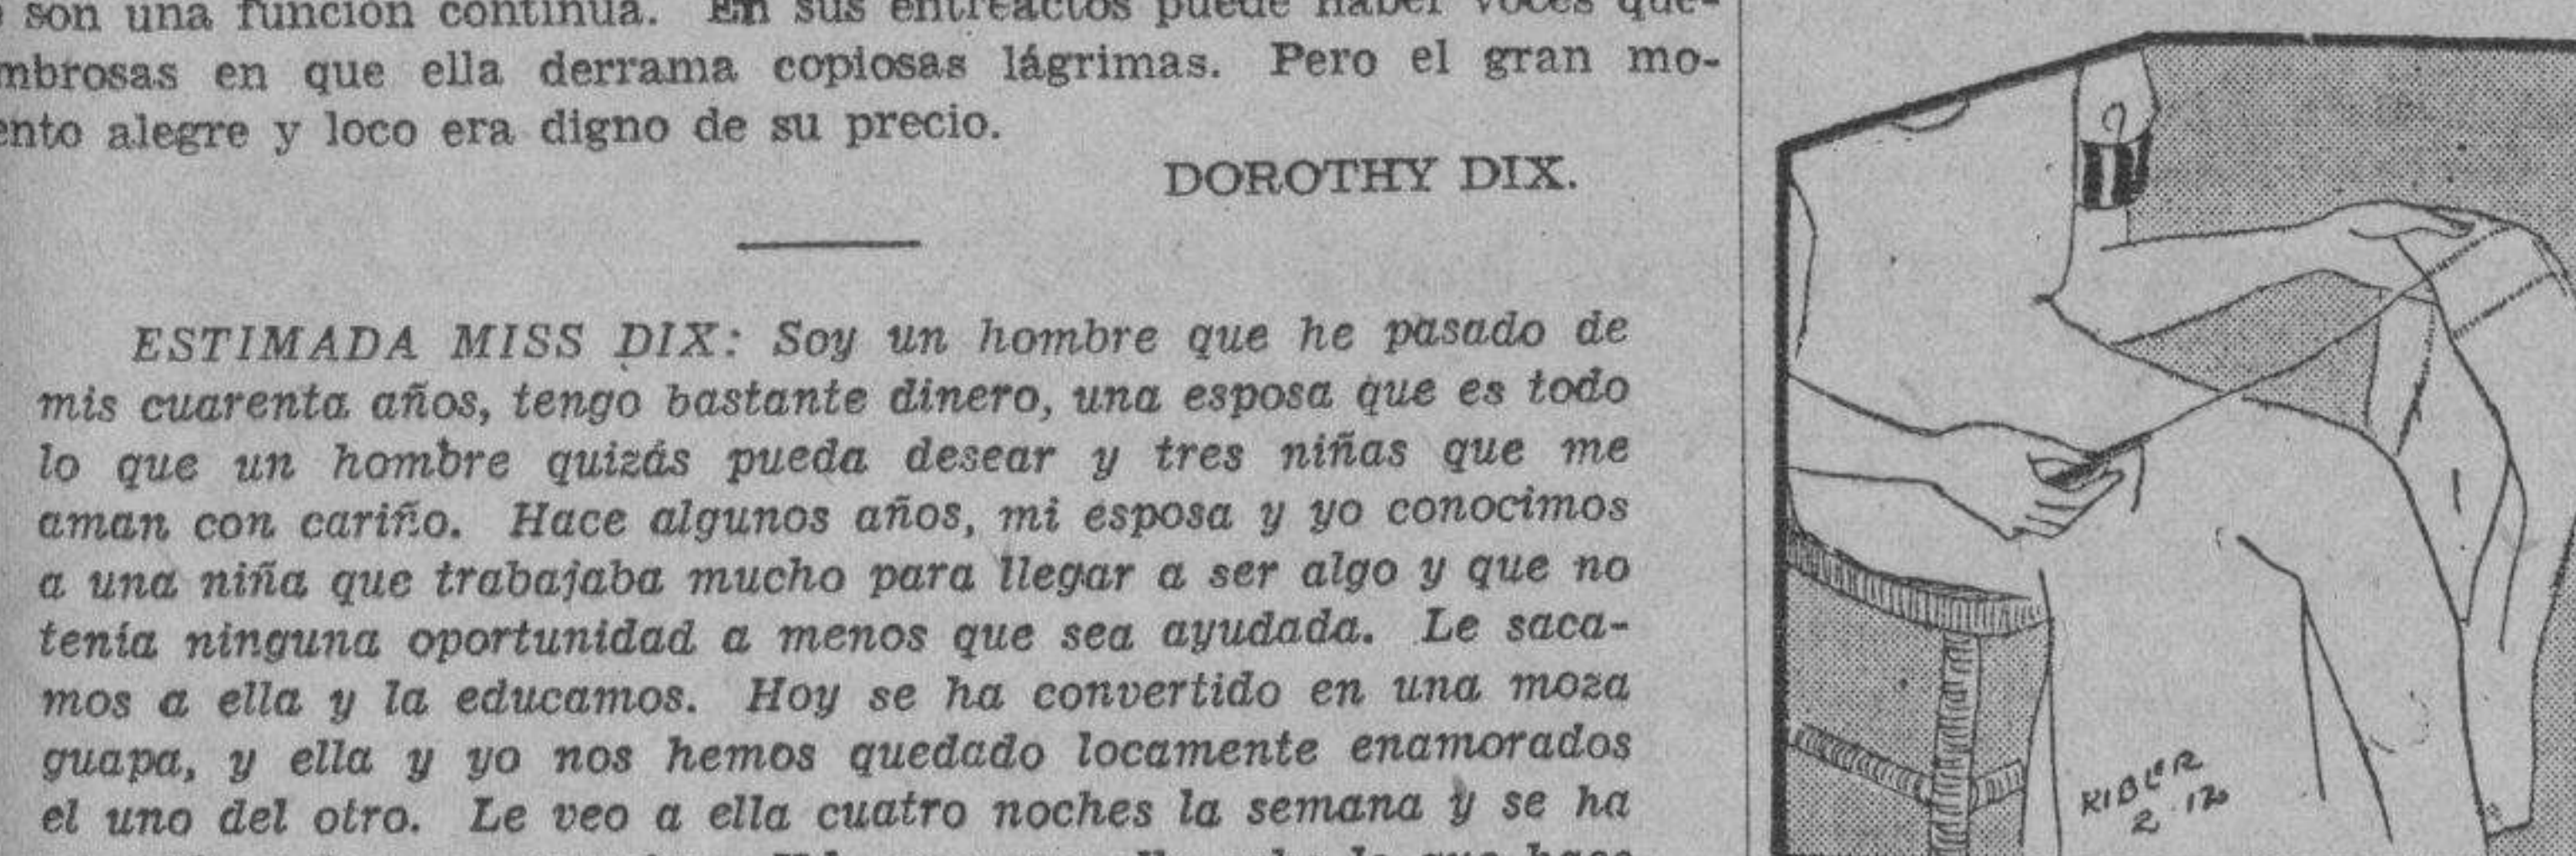 son una función continua. En sus entreactos puede haber voces que-
mbrosas en que ella derrama copiosas lágrimas. Pero el gran mo-
ento alegre y loco era digno de su precio.
DOROTHY DIX.
ESTIMADA MISS DIX: Soy un hombre que he pasado de
mis cuarenta años, tengo bastante dinero, una esposa que es todo
lo que un hombre quizás pueda desear y tres niñas que me
aman con cariño. Hace algunos años, mi esposa y yo conocimos
a una niña que trabajaba mucho para llegar a ser algo y que no
tenía ninguna oportunidad a menos que sea ayudada. Le saca-
mos a ella y la educamos. Hoy se ha convertido en una moza
guapa, y ella y yo nos hemos quedado locamente enamorados
el uno del otro. Le veo a ella cuatro noches la semana y se ha
KIBLER